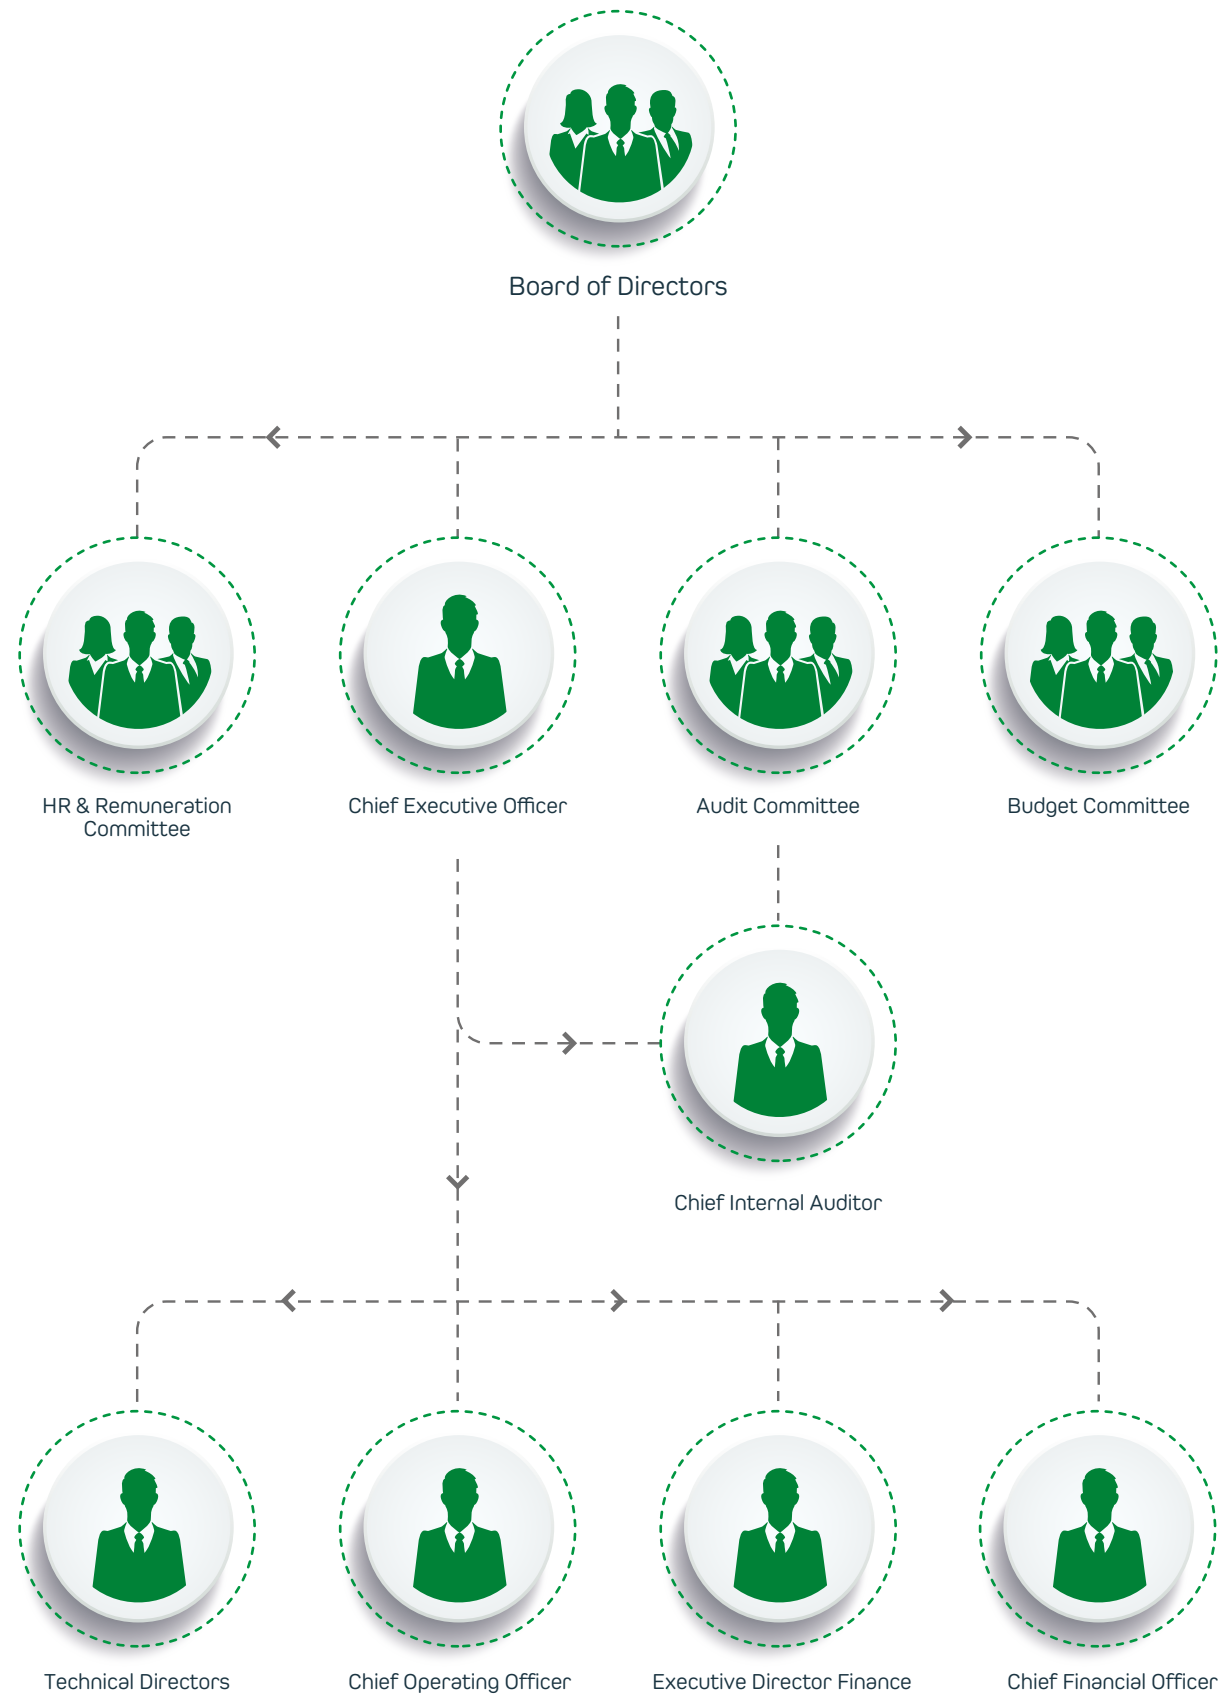 Board of Directors
HR & Remuneration
Committee
Chief Executive Officer
Audit Committee
Budget Committee
Chief Internal Auditor
Technical Directors
Chief Operating Officer
Executive Director Finance
Chief Financial Officer